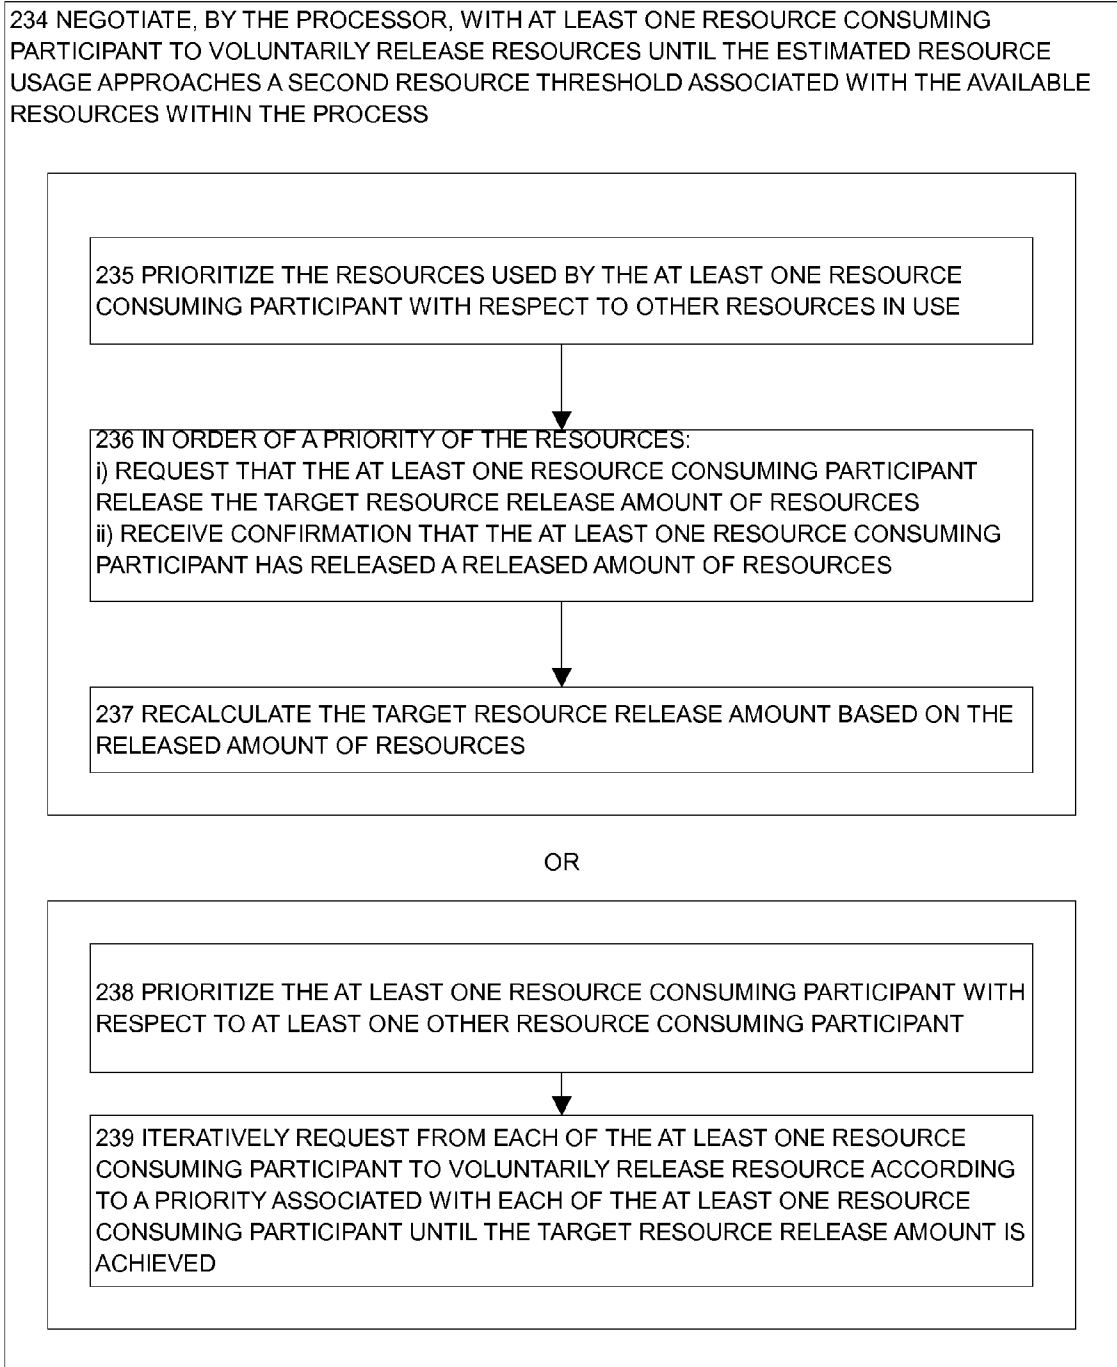 234 NEGOTIATE, BY THE PROCESSOR, WITH AT LEAST ONE RESOURCE CONSUMING
PARTICIPANT TO VOLUNTARILY RELEASE RESOURCES UNTIL THE ESTIMATED RESOURCE
USAGE APPROACHES A SECOND RESOURCE THRESHOLD ASSOCIATED WITH THE AVAILABLE
RESOURCES WITHIN THE PROCESS
235 PRIORITIZE THE RESOURCES USED BY THE AT LEAST ONE RESOURCE
CONSUMING PARTICIPANT WITH RESPECT TO OTHER RESOURCES IN USE
236 IN ORDER OF A PRIORITY OF THE RESOURCES:
i) REQUEST THAT THE AT LEAST ONE RESOURCE CONSUMING PARTICIPANT
RELEASE THE TARGET RESOURCE RELEASE AMOUNT OF RESOURCES
ii) RECEIVE CONFIRMATION THAT THE AT LEAST ONE RESOURCE CONSUMING
PARTICIPANT HAS RELEASED A RELEASED AMOUNT OF RESOURCES
237 RECALCULATE THE TARGET RESOURCE RELEASE AMOUNT BASED ON THE
RELEASED AMOUNT OF RESOURCES
OR
238 PRIORITIZE THE AT LEAST ONE RESOURCE CONSUMING PARTICIPANT WITH
RESPECT TO AT LEAST ONE OTHER RESOURCE CONSUMING PARTICIPANT
239 ITERATIVELY REQUEST FROM EACH OF THE AT LEAST ONE RESOURCE
CONSUMING PARTICIPANT TO VOLUNTARILY RELEASE RESOURCE ACCORDING
TO A PRIORITY ASSOCIATED WITH EACH OF THE AT LEAST ONE RESOURCE
CONSUMING PARTICIPANT UNTIL THE TARGET RESOURCE RELEASE AMOUNT IS
ACHIEVED